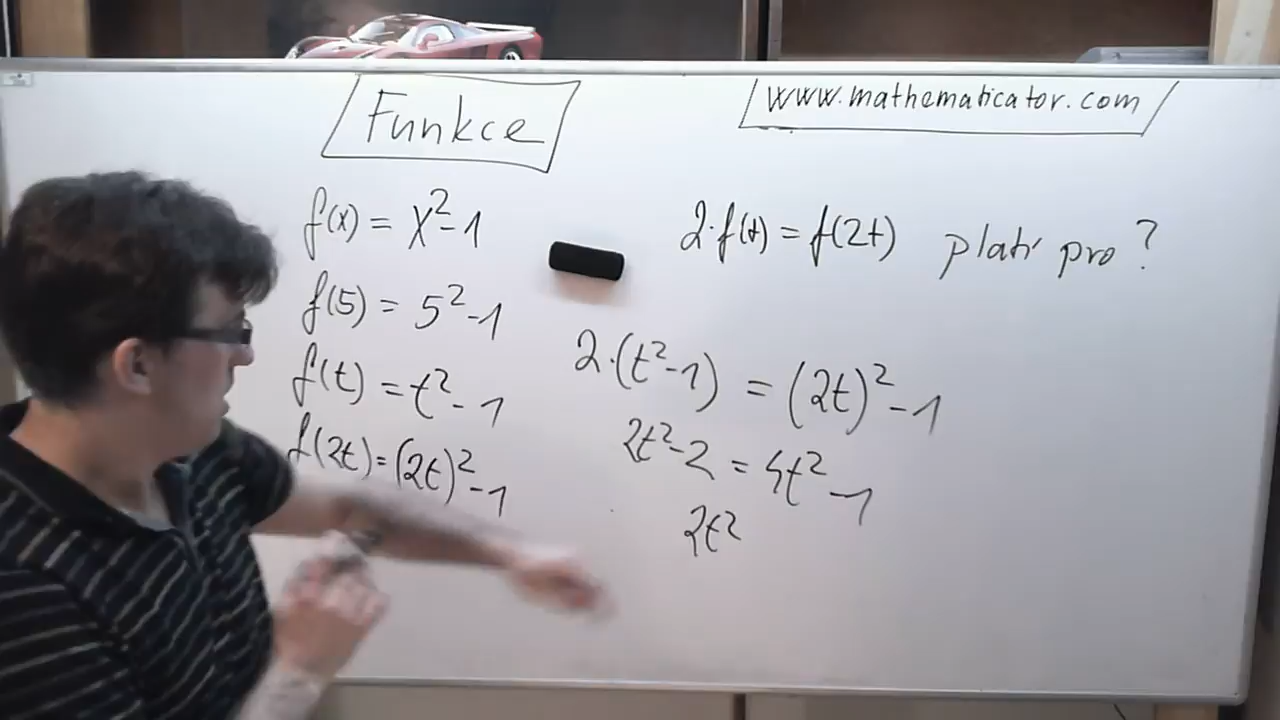 Funkce
www.mathematicator.com
f(x) = x²-1
f(5) = 5²-1
f(t) = t²-1
f(2t) = (2t)²-1
2·f(t) = f(2t) platí pro ?
2·(t²-1) = (2t)²-1
2t²-2 = 4t²-1
2t²